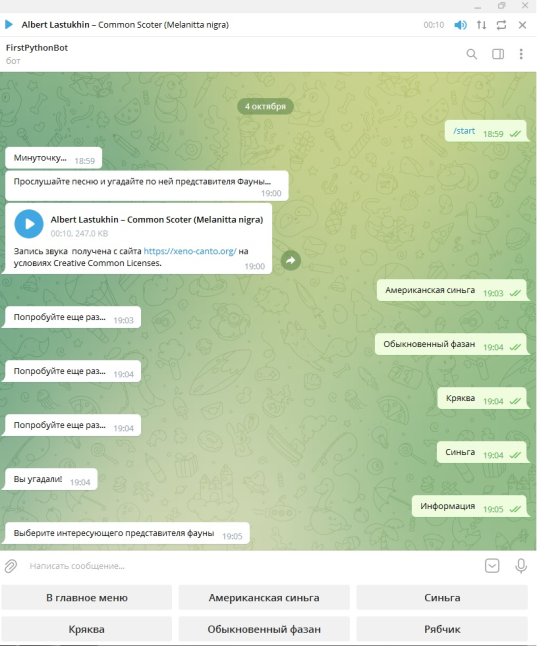 Albert Lastukhin – Common Scoter (Melanitta nigra)
00:10
FirstPythonBot
бот
4 октября
/start 18:59
Минуточку... 18:59
Прослушайте песню и угадайте по ней представителя Фауны...
19:00
Albert Lastukhin – Common Scoter (Melanitta nigra)
00:10, 247.0 KB
Запись звука получена с сайта https://xeno-canto.org/ на
условиях Creative Common Licenses.
19:00
Американская синьга 19:03
Попробуйте еще раз... 19:03
Обыкновенный фазан 19:04
Попробуйте еще раз... 19:04
Кряква 19:04
Попробуйте еще раз... 19:04
Синьга 19:04
Вы угадали! 19:04
Информация 19:05
Выберите интересующего представителя фауны 19:05
Написать сообщение...
В главное меню
Американская синьга
Синьга
Кряква
Обыкновенный фазан
Рябчик